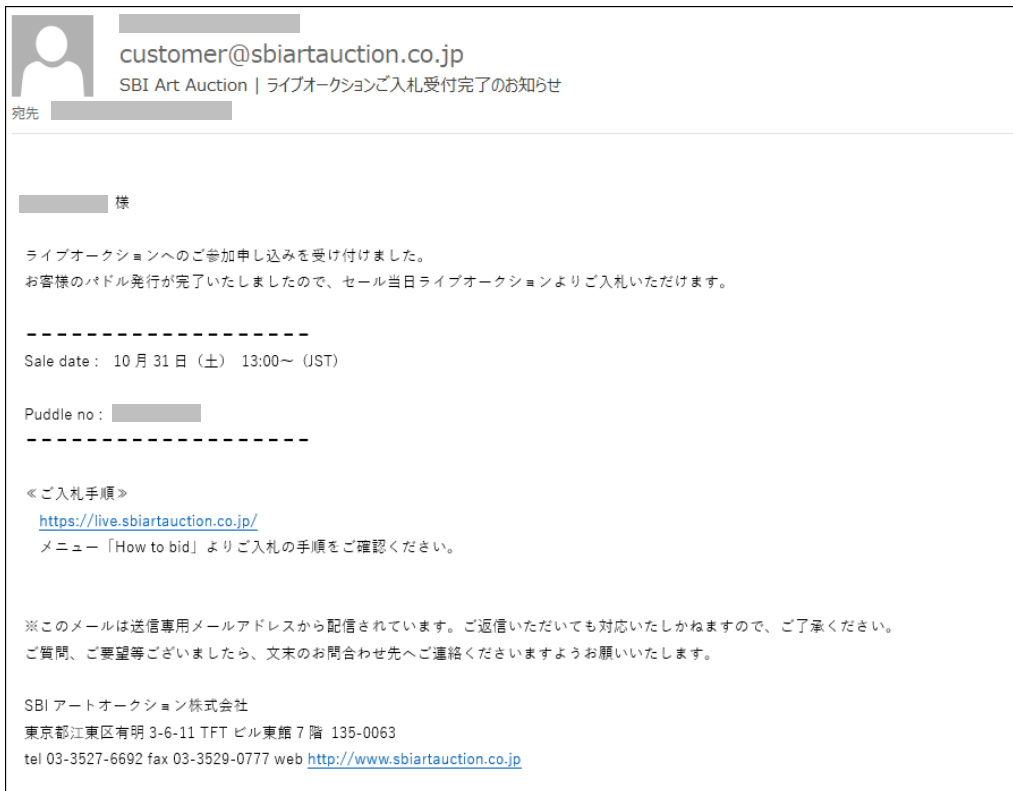 customer@sbiartauction.co.jp
SBI Art Auction | ライブオークションご入札受付完了のお知らせ
宛先
様
ライブオークションへのご参加申し込みを受け付けました。
お客様のパドル発行が完了いたしましたので、セール当日ライブオークションよりご入札いただけます。
-------------------
Sale date : 10 月 31 日（土） 13:00～（JST）
Puddle no :
-------------------
≪ご入札手順≫
https://live.sbiartauction.co.jp/
メニュー「How to bid」よりご入札の手順をご確認ください。
※このメールは送信専用メールアドレスから配信されています。ご返信いただいても対応いたしかねますので、ご了承ください。
ご質問、ご要望等ございましたら、文末のお問合わせ先へご連絡くださいますようお願いいたします。
SBI アートオークション株式会社
東京都江東区有明 3-6-11 TFT ビル東館 7 階 135-0063
tel 03-3527-6692 fax 03-3529-0777 web http://www.sbiartauction.co.jp